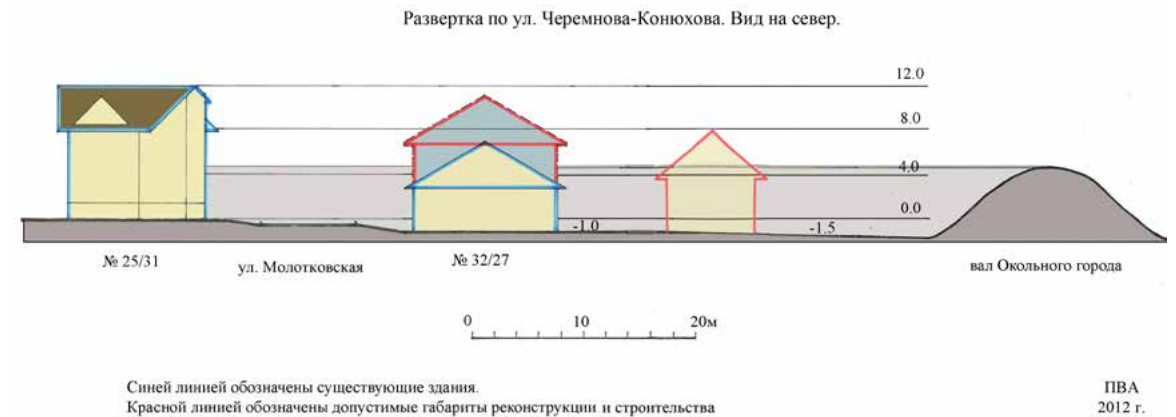 Развертка по ул. Черемнова-Конюхова. Вид на север.
12.0
8.0
4.0
0.0
-1.0
-1.5
№ 25/31
ул. Молотковская
№ 32/27
вал Окольного города
0 10 20м
Синей линией обозначены существующие здания.
Красной линией обозначены допустимые габариты реконструкции и строительства
ПВА
2012 г.